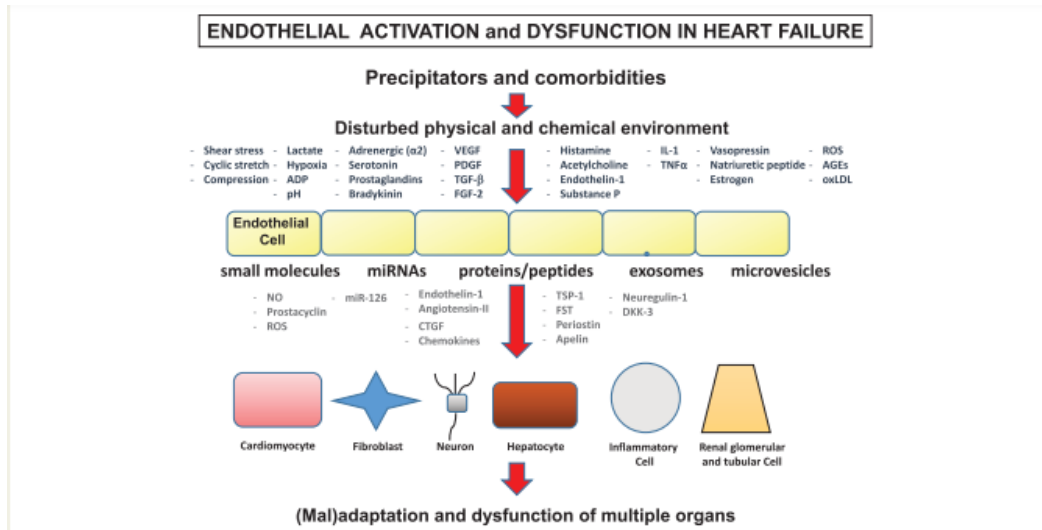 ENDOTHELIAL ACTIVATION and DYSFUNCTION IN HEART FAILURE
Precipitators and comorbidities
Disturbed physical and chemical environment
- Shear stress - Lactate - Adrenergic (α2) - VEGF - Histamine - IL-1 - Vasopressin - ROS
- Cyclic stretch - Hypoxia - Serotonin - PDGF - Acetylcholine - TNFα - Natriuretic peptide - AGEs
- Compression - ADP - Prostaglandins - TGF-β - Endothelin-1 - Estrogen - oxLDL
- pH - Bradykinin - FGF-2 - Substance P
Endothelial
Cell
small molecules miRNAs proteins/peptides exosomes microvesicles
- NO - miR-126 - Endothelin-1 - TSP-1 - Neuregulin-1
- Prostacyclin - Angiotensin-II - FST - DKK-3
- ROS - CTGF - Periostin
- Chemokines - Apelin
Cardiomyocyte Fibroblast Neuron Hepatocyte Inflammatory Renal glomerular
Cell and tubular Cell
(Mal)adaptation and dysfunction of multiple organs